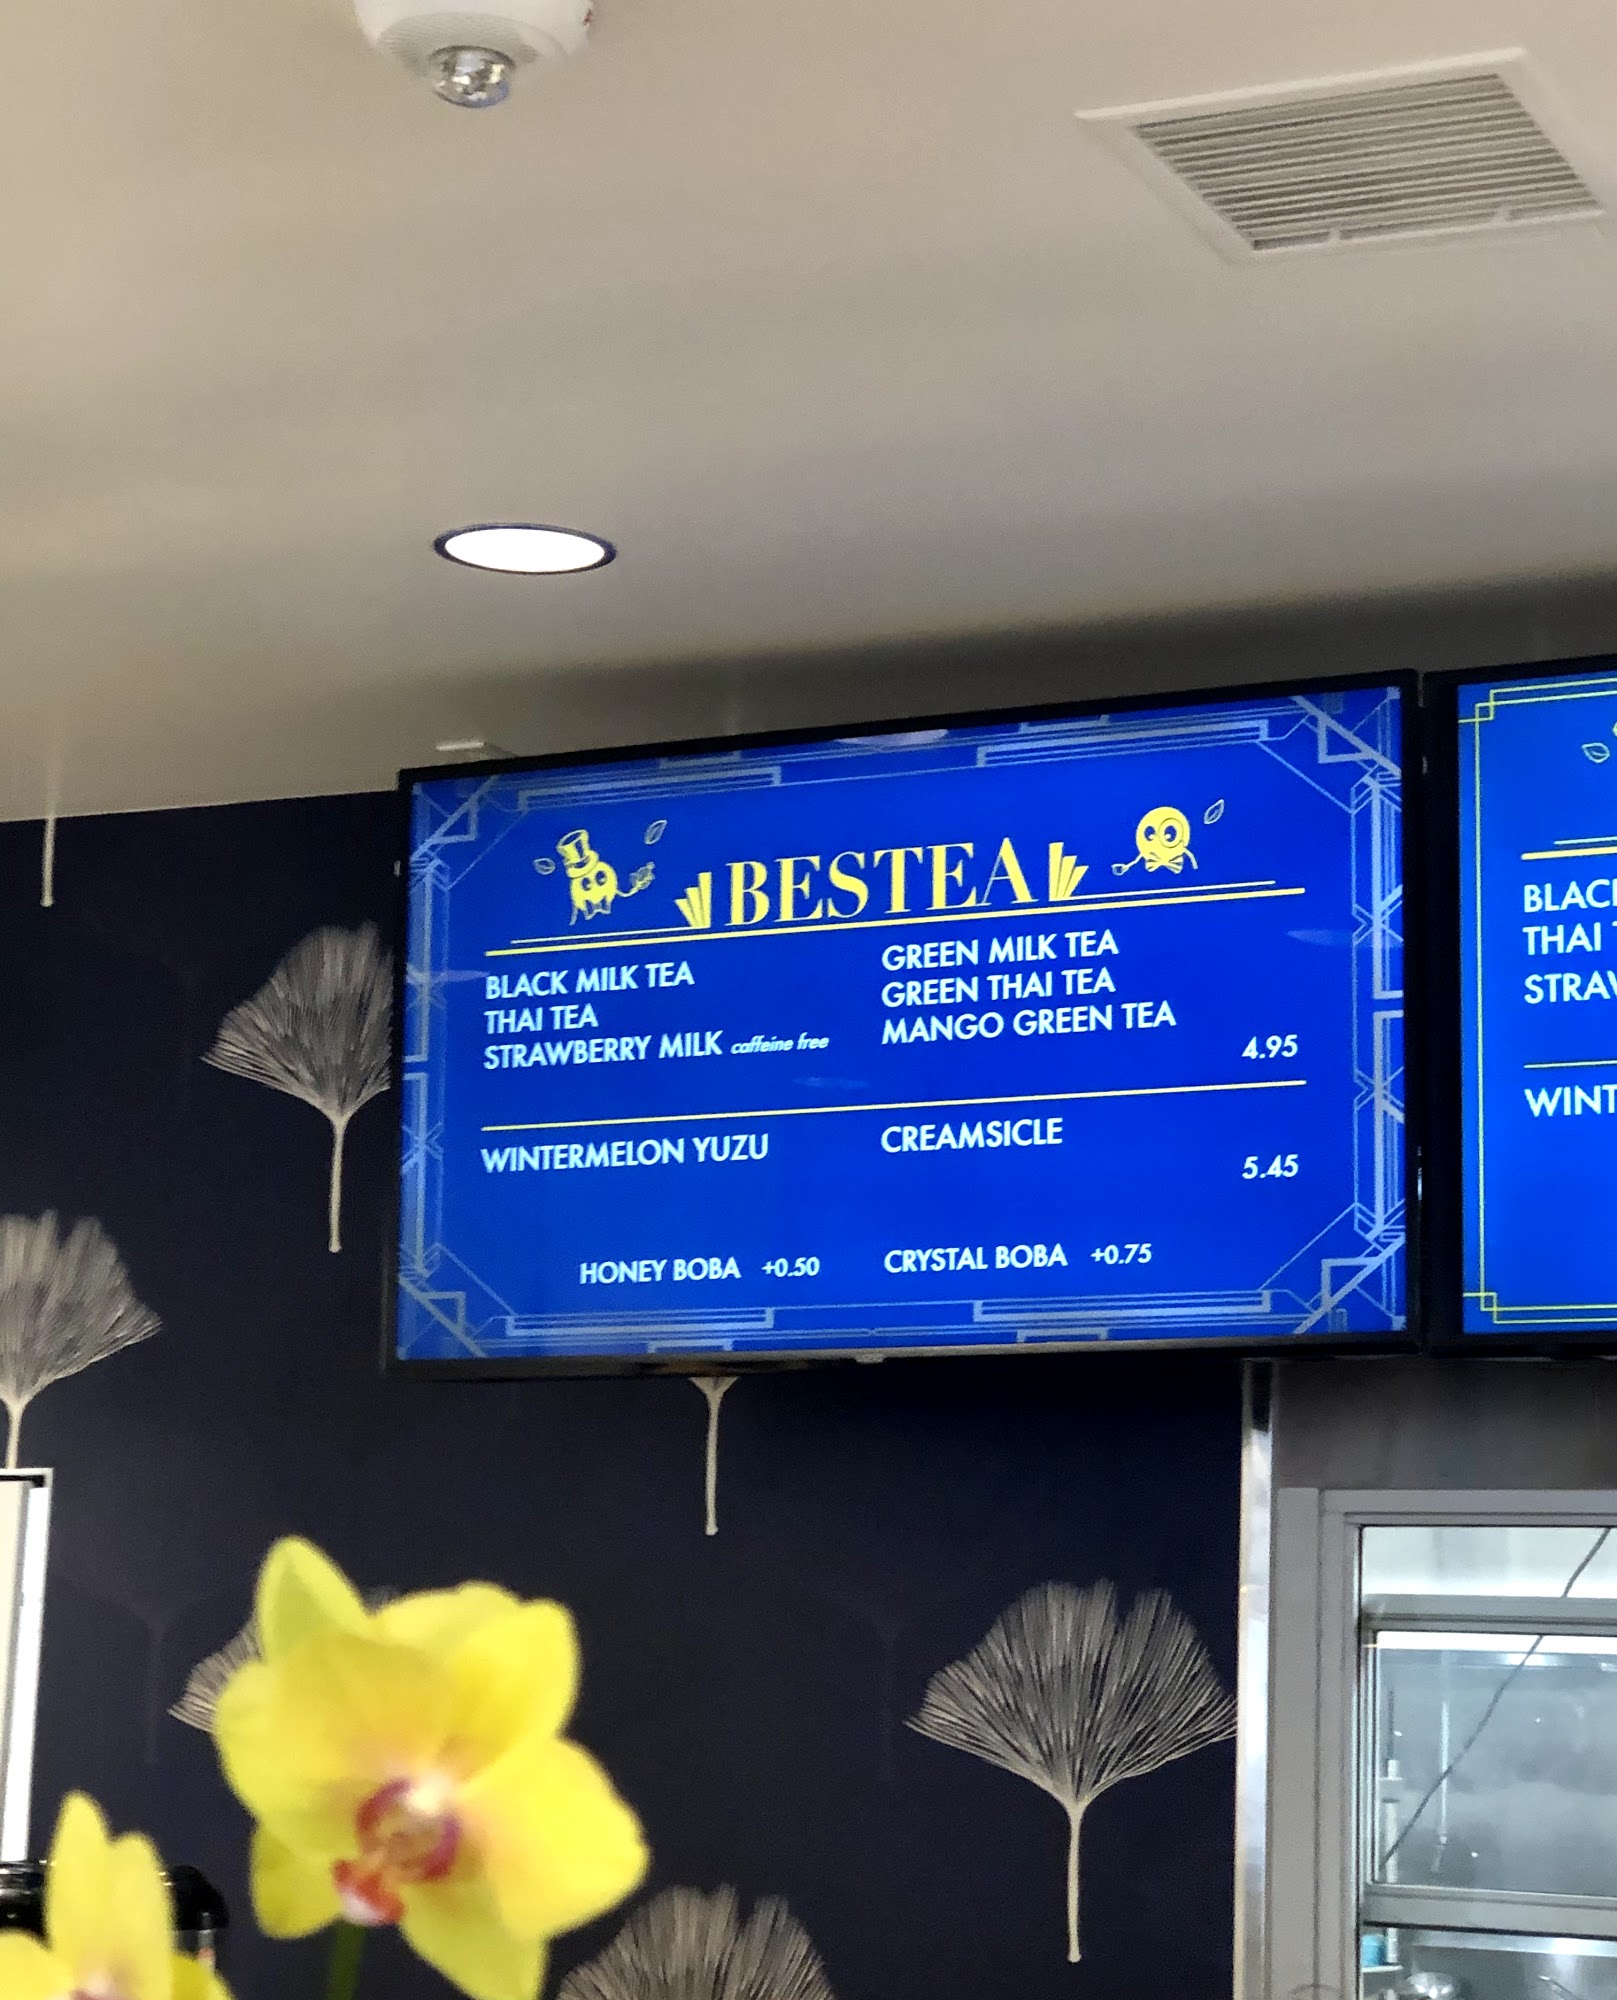 BESTEA
BLACK MILK TEA
THAI TEA
STRAWBERRY MILK caffeine free
GREEN MILK TEA
GREEN THAI TEA
MANGO GREEN TEA
4.95
WINTERMELON YUZU
CREAMSICLE
5.45
HONEY BOBA +0.50
CRYSTAL BOBA +0.75
THAI